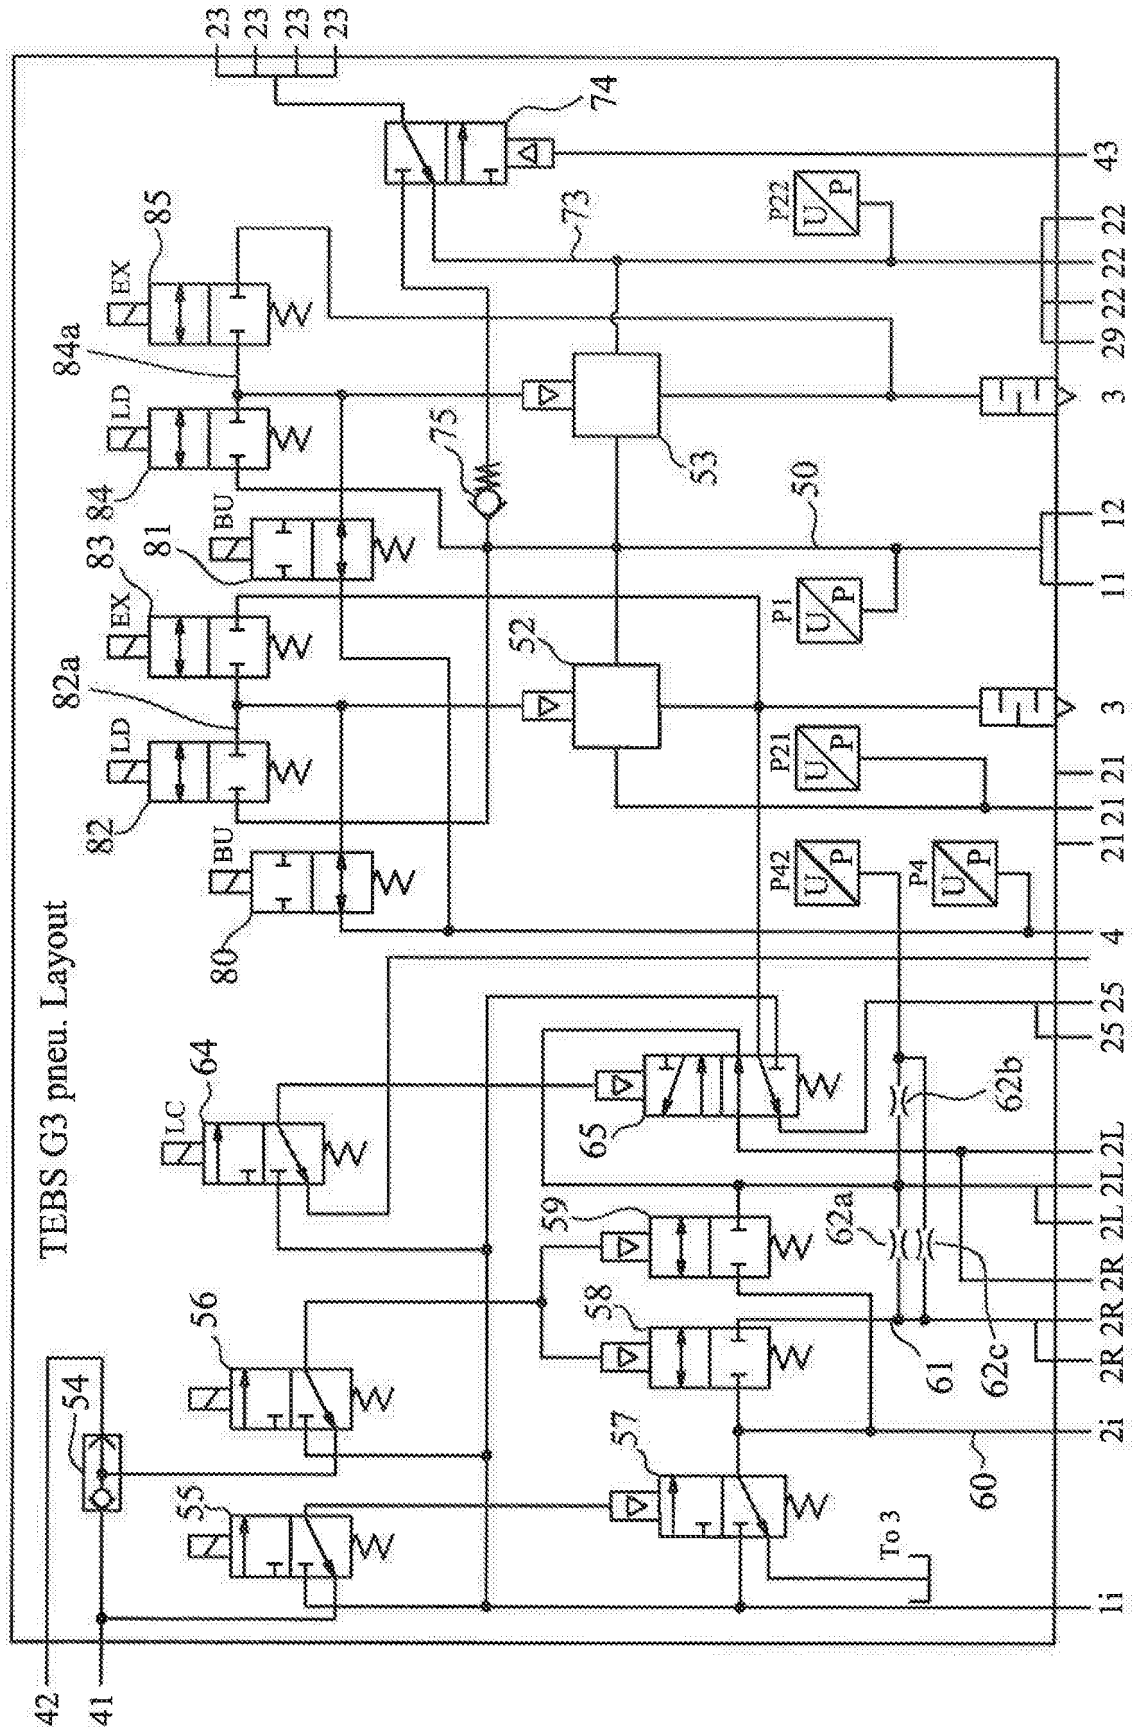 TEBS G3 pneu. Layout
42
41
54
55
56
LC
64
BU
80
LD
82
82a
EX
83
BU
81
LD
84
84a
EX
85
23
23
23
23
74
75
57
58
59
65
52
53
73
50
60
61
62a
62b
62c
To 3
P42
U
P
P4
U
P
P21
U
P
P1
U
P
P22
U
P
1i
2i
2R
2R
2R
2L
2L
2L
25
25
4
21
21
21
3
11
12
3
29
22
22
22
43